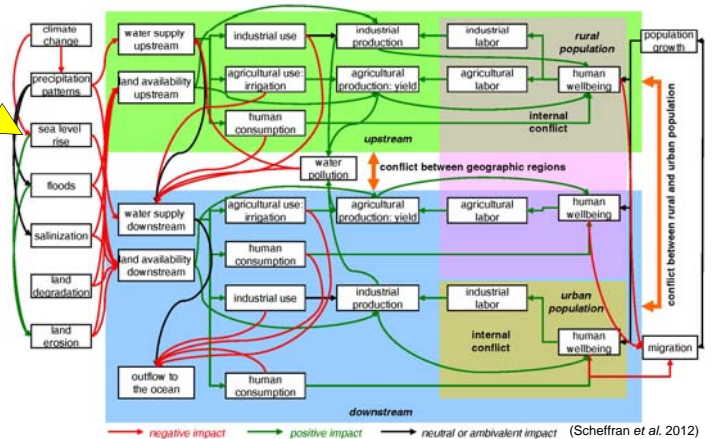 climate
change
precipitation
patterns
sea level
rise
floods
salinization
land
degradation
land
erosion
water supply
upstream
land availability
upstream
industrial use
agricultural use:
irrigation
human
consumption
industrial
production
agricultural
production: yield
industrial
labor
agricultural
labor
rural
population
human
wellbeing
internal
conflict
upstream
population
growth
water
pollution
conflict between geographic regions
conflict between rural and urban population
water supply
downstream
land availability
downstream
outflow to
the ocean
agricultural use:
irrigation
human
consumption
industrial use
human
consumption
agricultural
production: yield
industrial
production
agricultural
labor
industrial
labor
human
wellbeing
urban
population
internal
conflict
human
wellbeing
migration
downstream
negative impact
positive impact
neutral or ambivalent impact
(Scheffran et al. 2012)